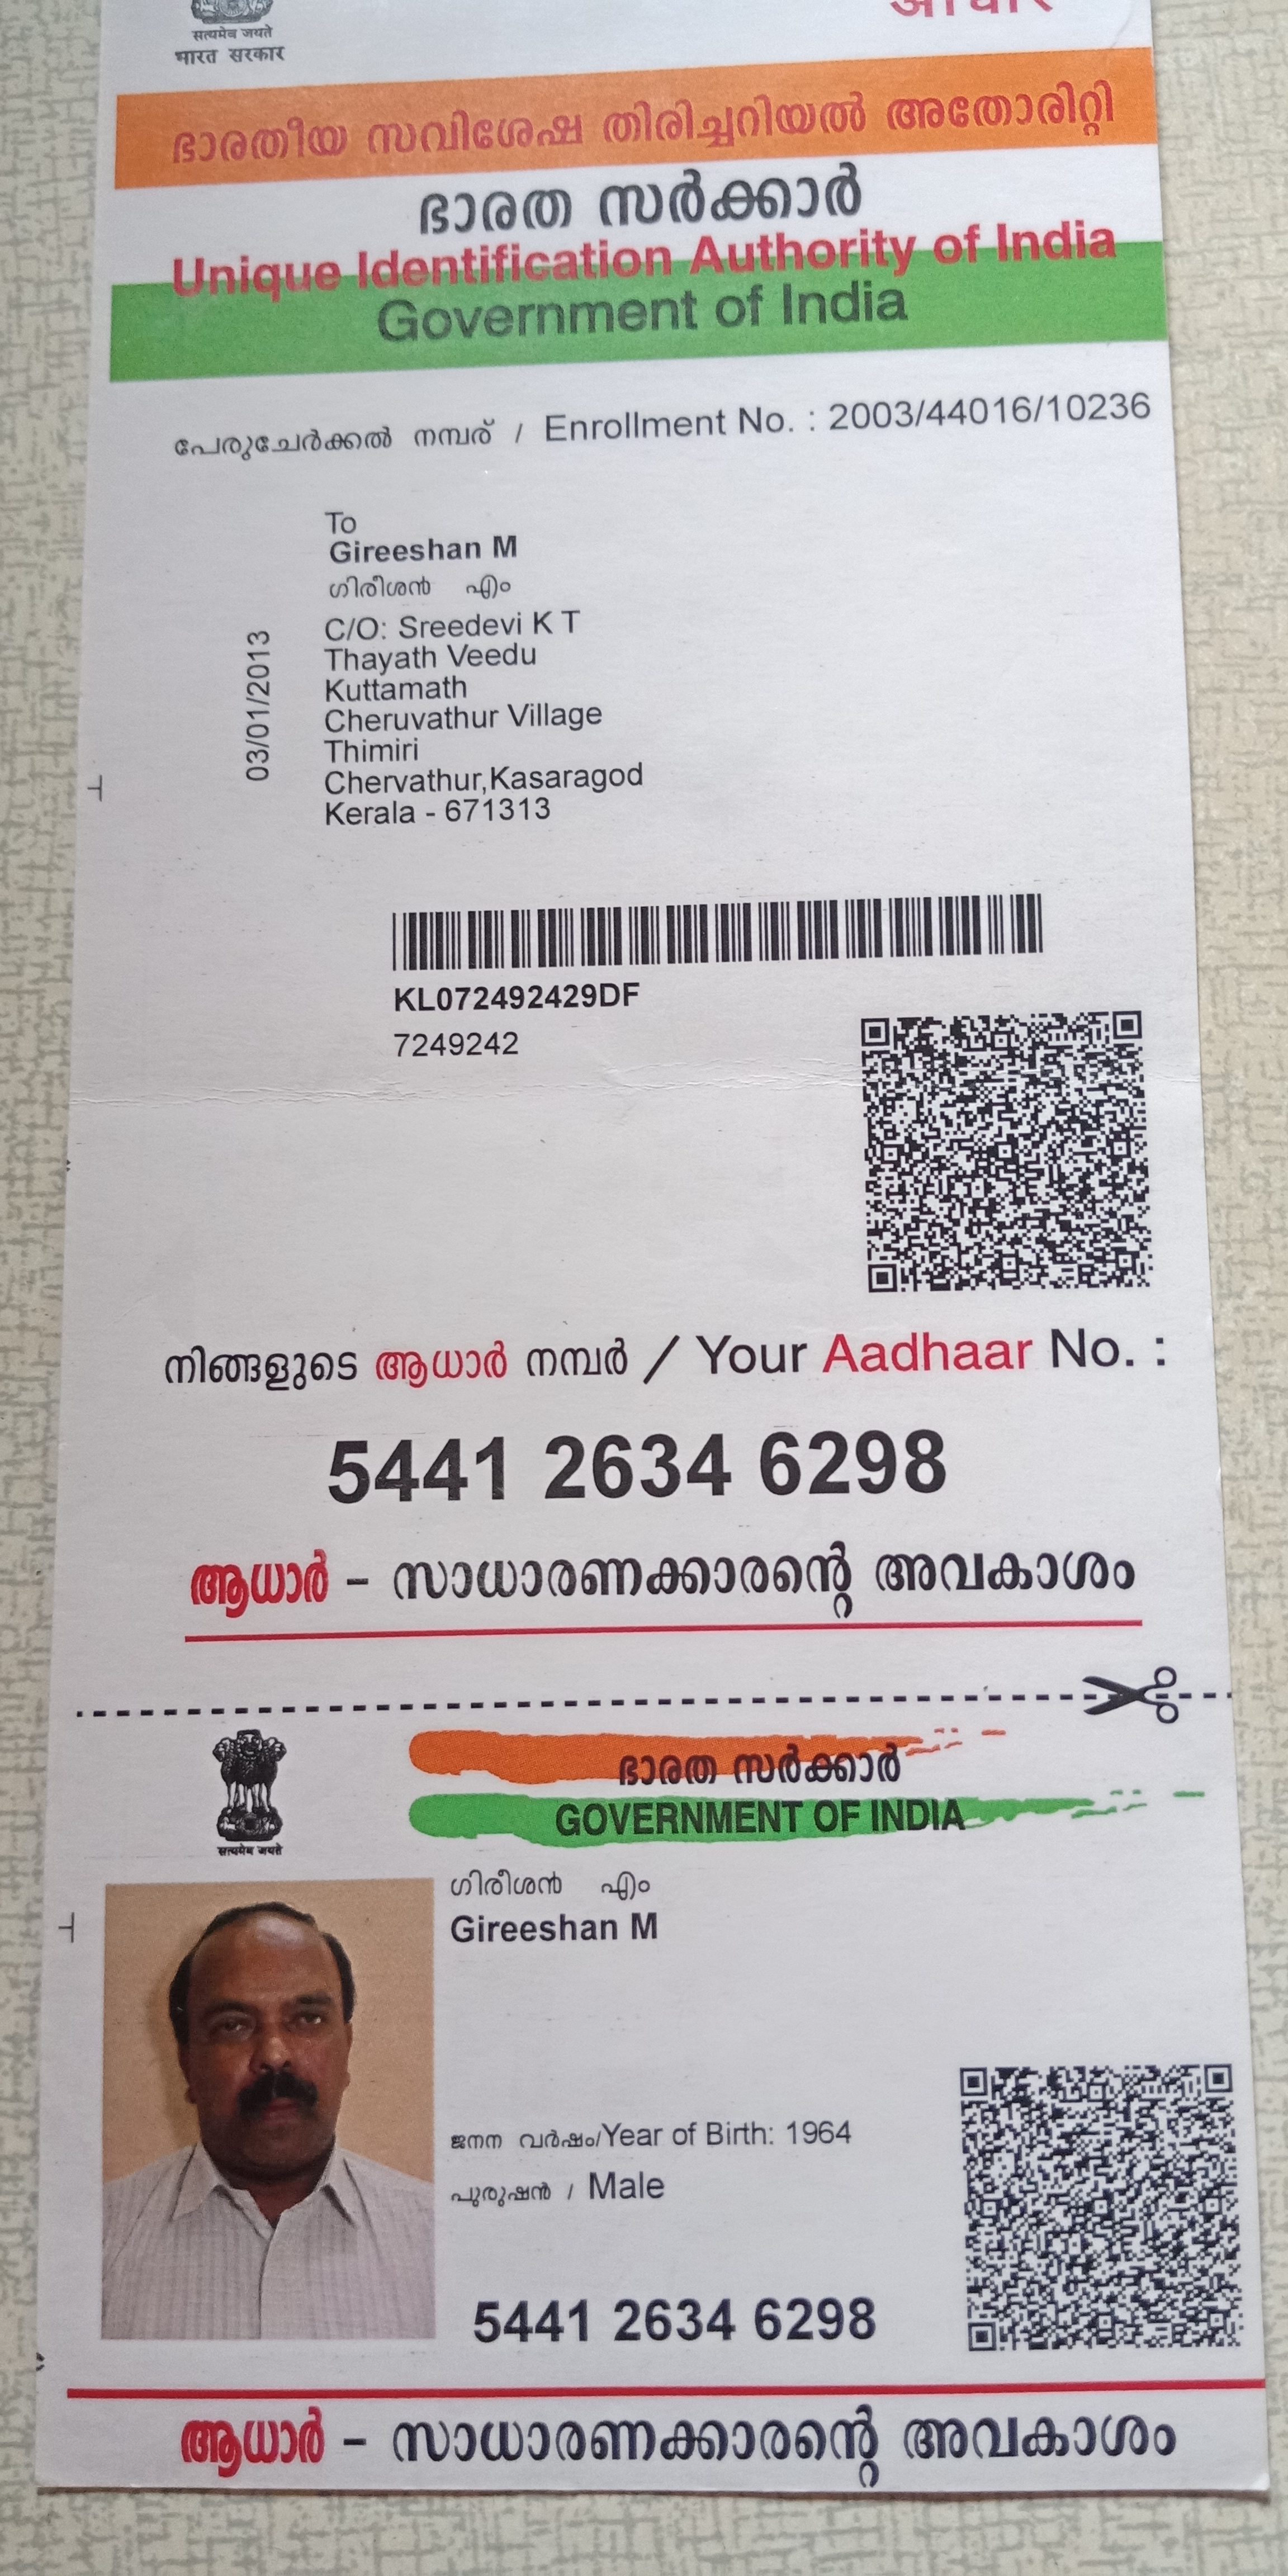 सत्यमेव जयते
भारत सरकार
ഭാരതീയ സവിശേഷ തിരിച്ചറിയൽ അതോരിറ്റി
ഭാരത സർക്കാർ
Unique Identification Authority of India
Government of India
പേരുചേർക്കൽ നമ്പര് / Enrollment No. : 2003/44016/10236
To
Gireeshan M
ഗിരീശൻ എം
C/O: Sreedevi K T
Thayath Veedu
Kuttamath
Cheruvathur Village
Thimiri
Chervathur,Kasaragod
Kerala - 671313
03/01/2013
KL072492429DF
7249242
നിങ്ങളുടെ ആധാർ നമ്പർ / Your Aadhaar No. :
5441 2634 6298
ആധാർ – സാധാരണക്കാരന്റെ അവകാശം
ഭാരത സർക്കാർ
GOVERNMENT OF INDIA
सत्यमेव जयते
ഗിരീശൻ എം
Gireeshan M
ജനന വർഷം/Year of Birth: 1964
പുരുഷൻ / Male
5441 2634 6298
ആധാർ – സാധാരണക്കാരന്റെ അവകാശം